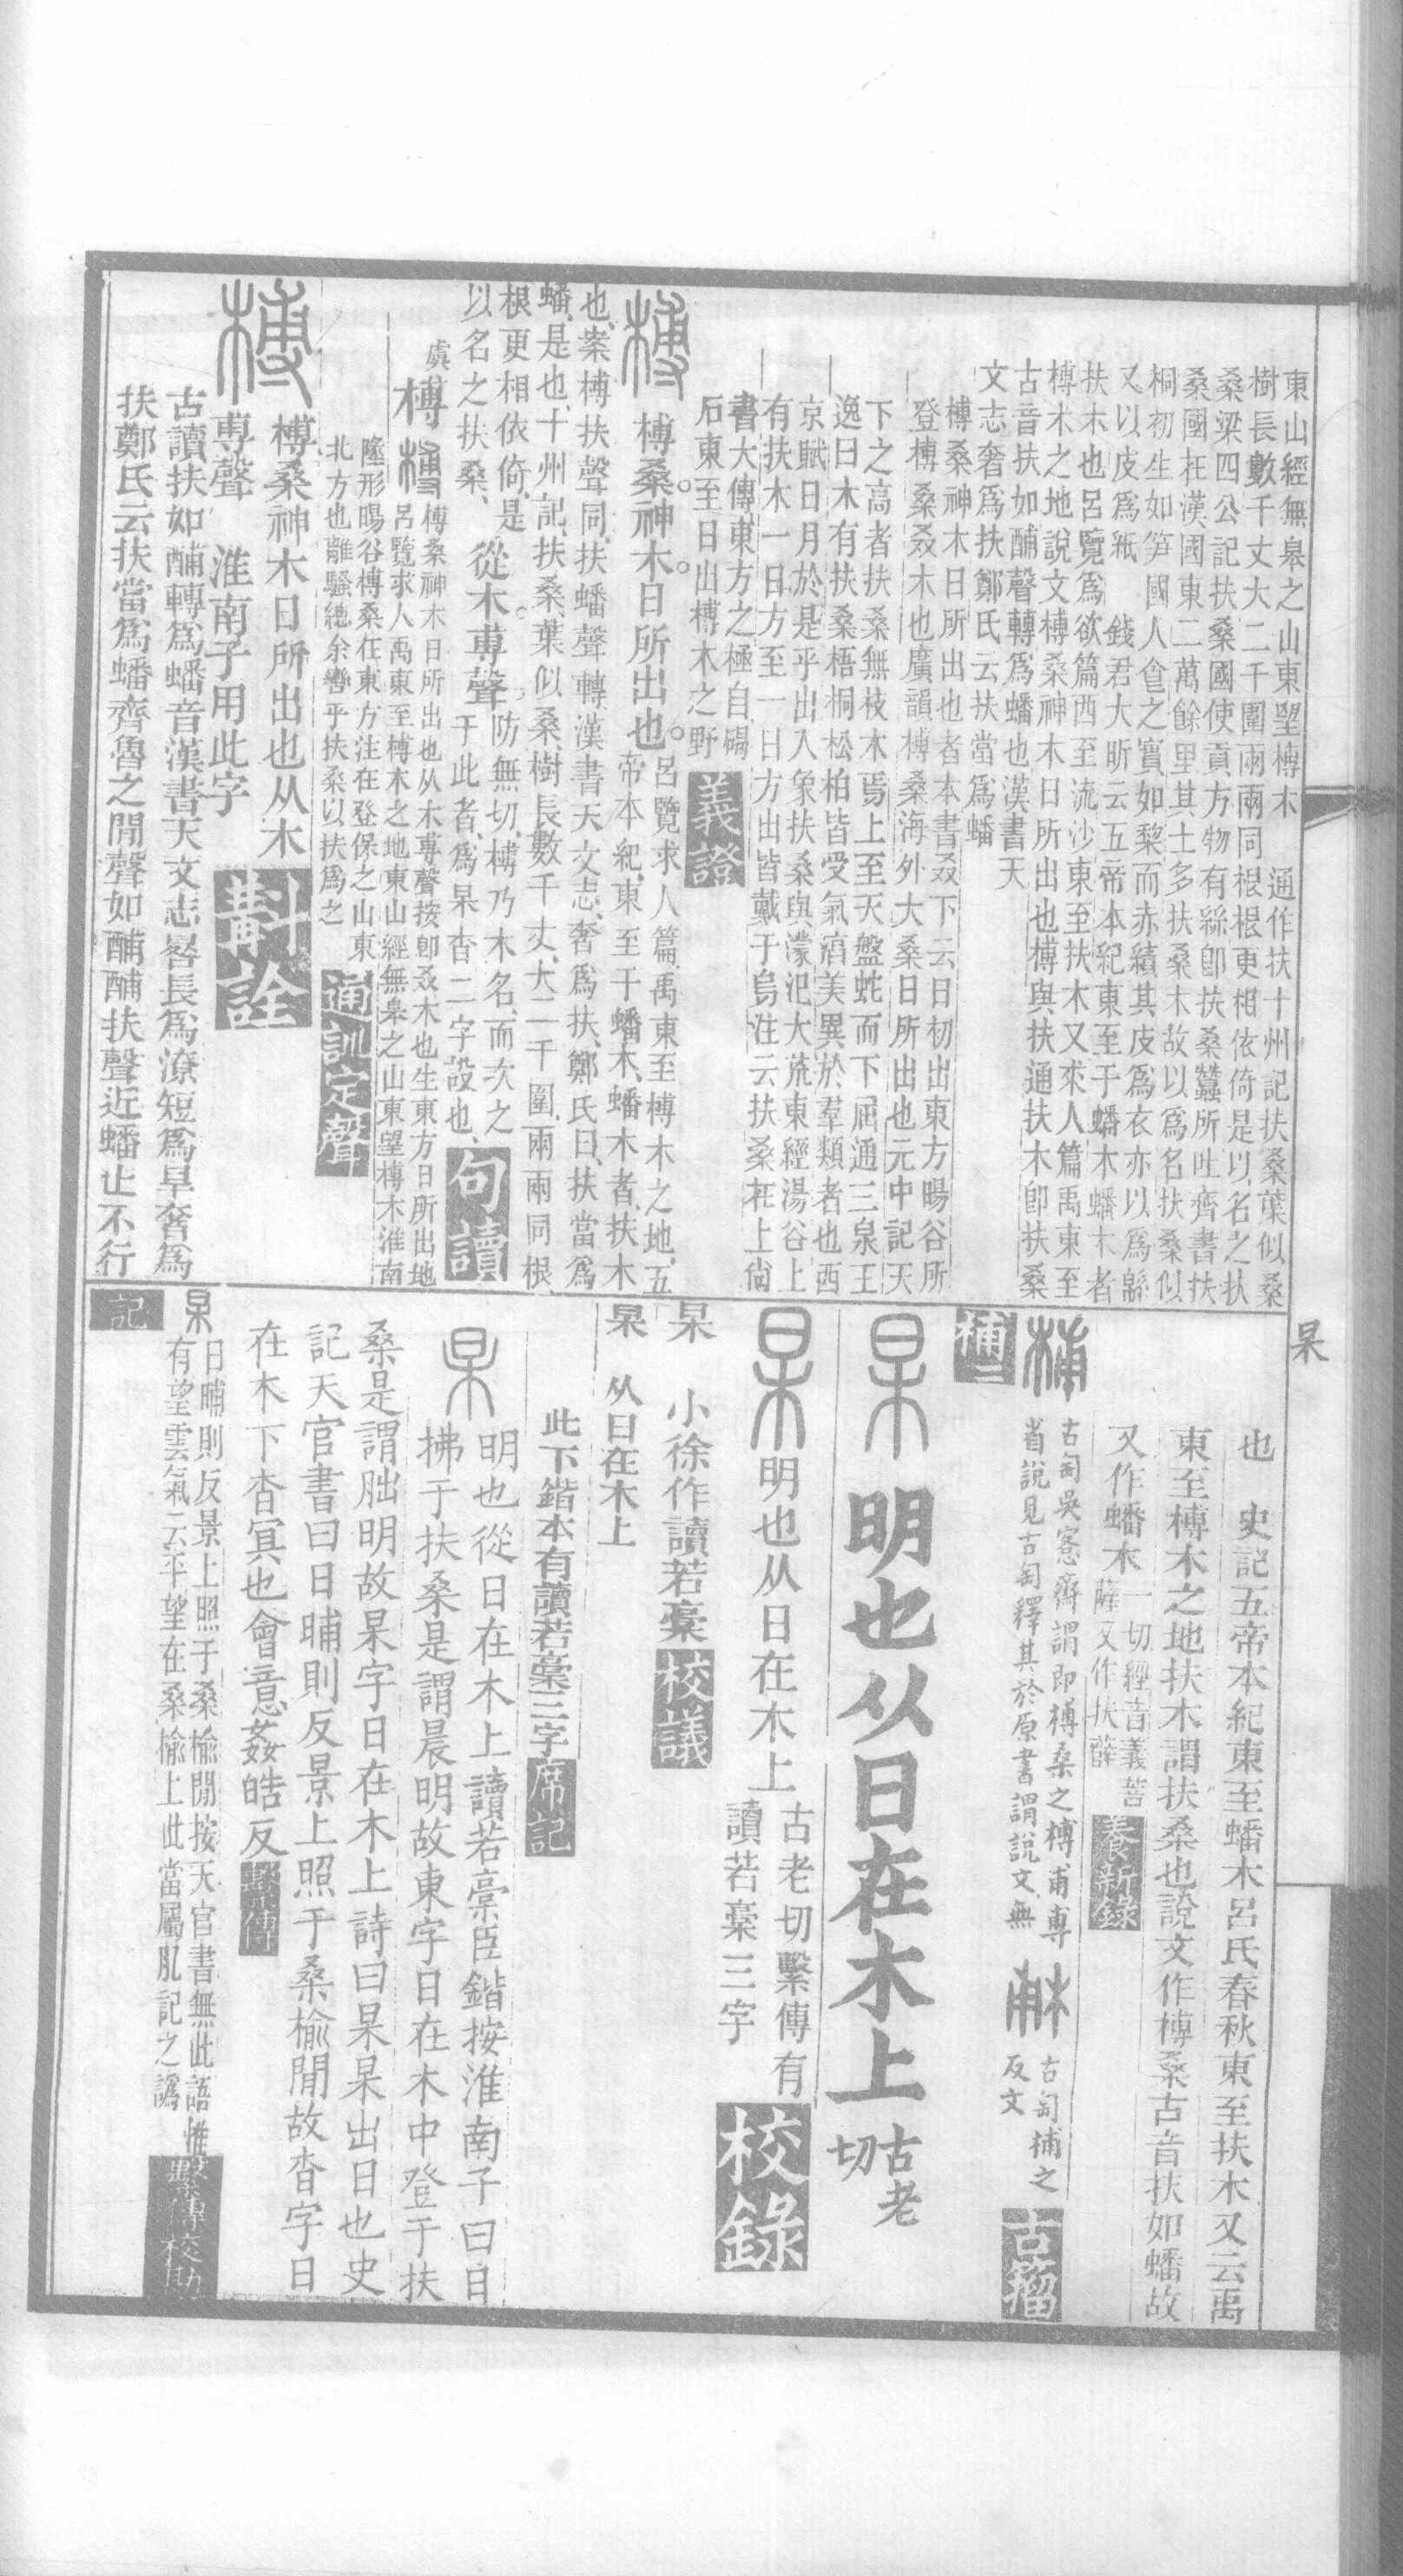 東山經無皋之山東望榑木　通作扶十州記扶桑葉似桑
樹長數千丈大二千圍兩兩同根根更相依倚是以名之扶
桑梁四公記扶桑國使貢方物有絲卽扶桑蠶所吐齊書扶
桑國在漢國東二萬餘里其土多扶桑木故以爲名扶桑似
桐初生如笋國人食之實如棃而赤績其皮爲衣亦以爲緜
又以皮爲紙　錢君大昕云五帝本紀東至于蟠木蟠木者
扶木也呂覽爲欲篇西至流沙東至扶木又求人篇禹東至
榑木之地說文榑桑神木日所出也榑與扶通扶木卽扶桑
古音扶如酺聲轉爲蟠也漢書天
文志奢爲扶鄭氏云扶當爲蟠
榑桑神木日所出也者本書叒下云日初出東方暘谷所
登榑桑叒木也廣韻榑桑海外大桑日所出也元中記天
下之高者扶桑無枝木焉上至天盤蛇而下屈通三泉王
逸曰木有扶桑梧桐松柏皆受氣淊美異於羣類者也西
京賦日月於是乎出入象扶桑與濛汜大荒東經湯谷上
有扶木一日方至一日方出皆戴于烏注云扶桑在上尙
書大傳東方之極自碣
石東至日出榑木之野
義證
榑桑神木日所出也呂覽求人篇禹東至榑木之地五
帝本紀東至于蟠木蟠木者扶木
也案榑扶聲同扶蟠聲轉漢書天文志奢爲扶鄭氏曰扶當爲
蟠是也十州記扶桑葉似桑樹長數千丈大二千圍兩兩同根
根更相依倚是
以名之扶桑
從木尃聲防無切榑乃木名而次之
于此者爲杲杳二字設也
句讀
虞
榑
榑桑神木日所出也从木尃聲按卽叒木也生東方日所出地
呂覽求人禹東至榑木之地東山經無皋之山東望榑木淮南
隆形暘谷榑桑在東方注在登保之山東
北方也離騷緫余轡乎扶桑以扶爲之
通訓定聲
榑桑神木日所出也从木
尃聲　淮南子用此字
斠詮
古讀扶如酺轉爲蟠音漢書天文志晷長爲潦短爲旱奢爲
扶鄭氏云扶當爲蟠齊魯之閒聲如酺酺扶聲近蟠止不行
杲
也　史記五帝本紀東至蟠木呂氏春秋東至扶木又云禹
東至榑木之地扶木謂扶桑也說文作榑桑古音扶如蟠故
又作蟠木一切經音義菩
薛又作扶薛
養新錄
補
古匋吳愙齋謂即榑桑之榑甫尃
省說見古匋釋其於原書謂說文無
古匋捕之
反文
古籀
補
杲
明也从日在木上古老
切
明也从日在木上古老切繫傳有
讀若槀三字
校錄
杲　小徐作讀若槀校議
杲　从日在木上
此下鍇本有讀若槀三字席記
明也從日在木上讀若槀臣鍇按淮南子曰日
拂于扶桑是謂晨明故東字日在木中登于扶
桑是謂朏明故杲字日在木上詩曰杲杲出日也史
記天官書曰日晡則反景上照于桑榆閒故杳字日
在木下杳冥也會意姦皓反繫傳
杲
日晡則反景上照于桑榆閒按天官書無此語惟
有望雲氣云平望在桑榆上此當屬肊記之譌
繫傳校勘
記